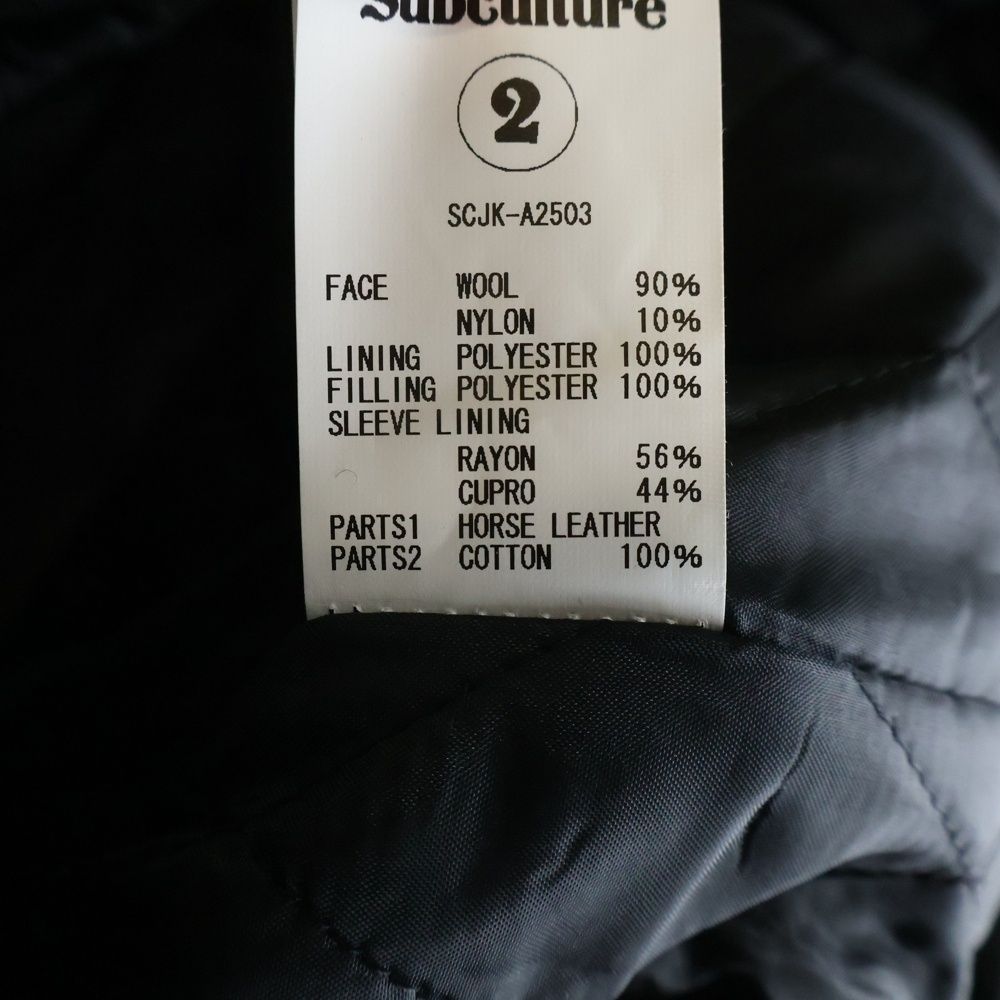 Subculture
2
SCJK-A2503
FACE WOOL 90%
NYLON 10%
LINING POLYESTER 100%
FILLING POLYESTER 100%
SLEEVE LINING
RAYON 56%
CUPRO 44%
PARTS1 HORSE LEATHER
PARTS2 COTTON 100%